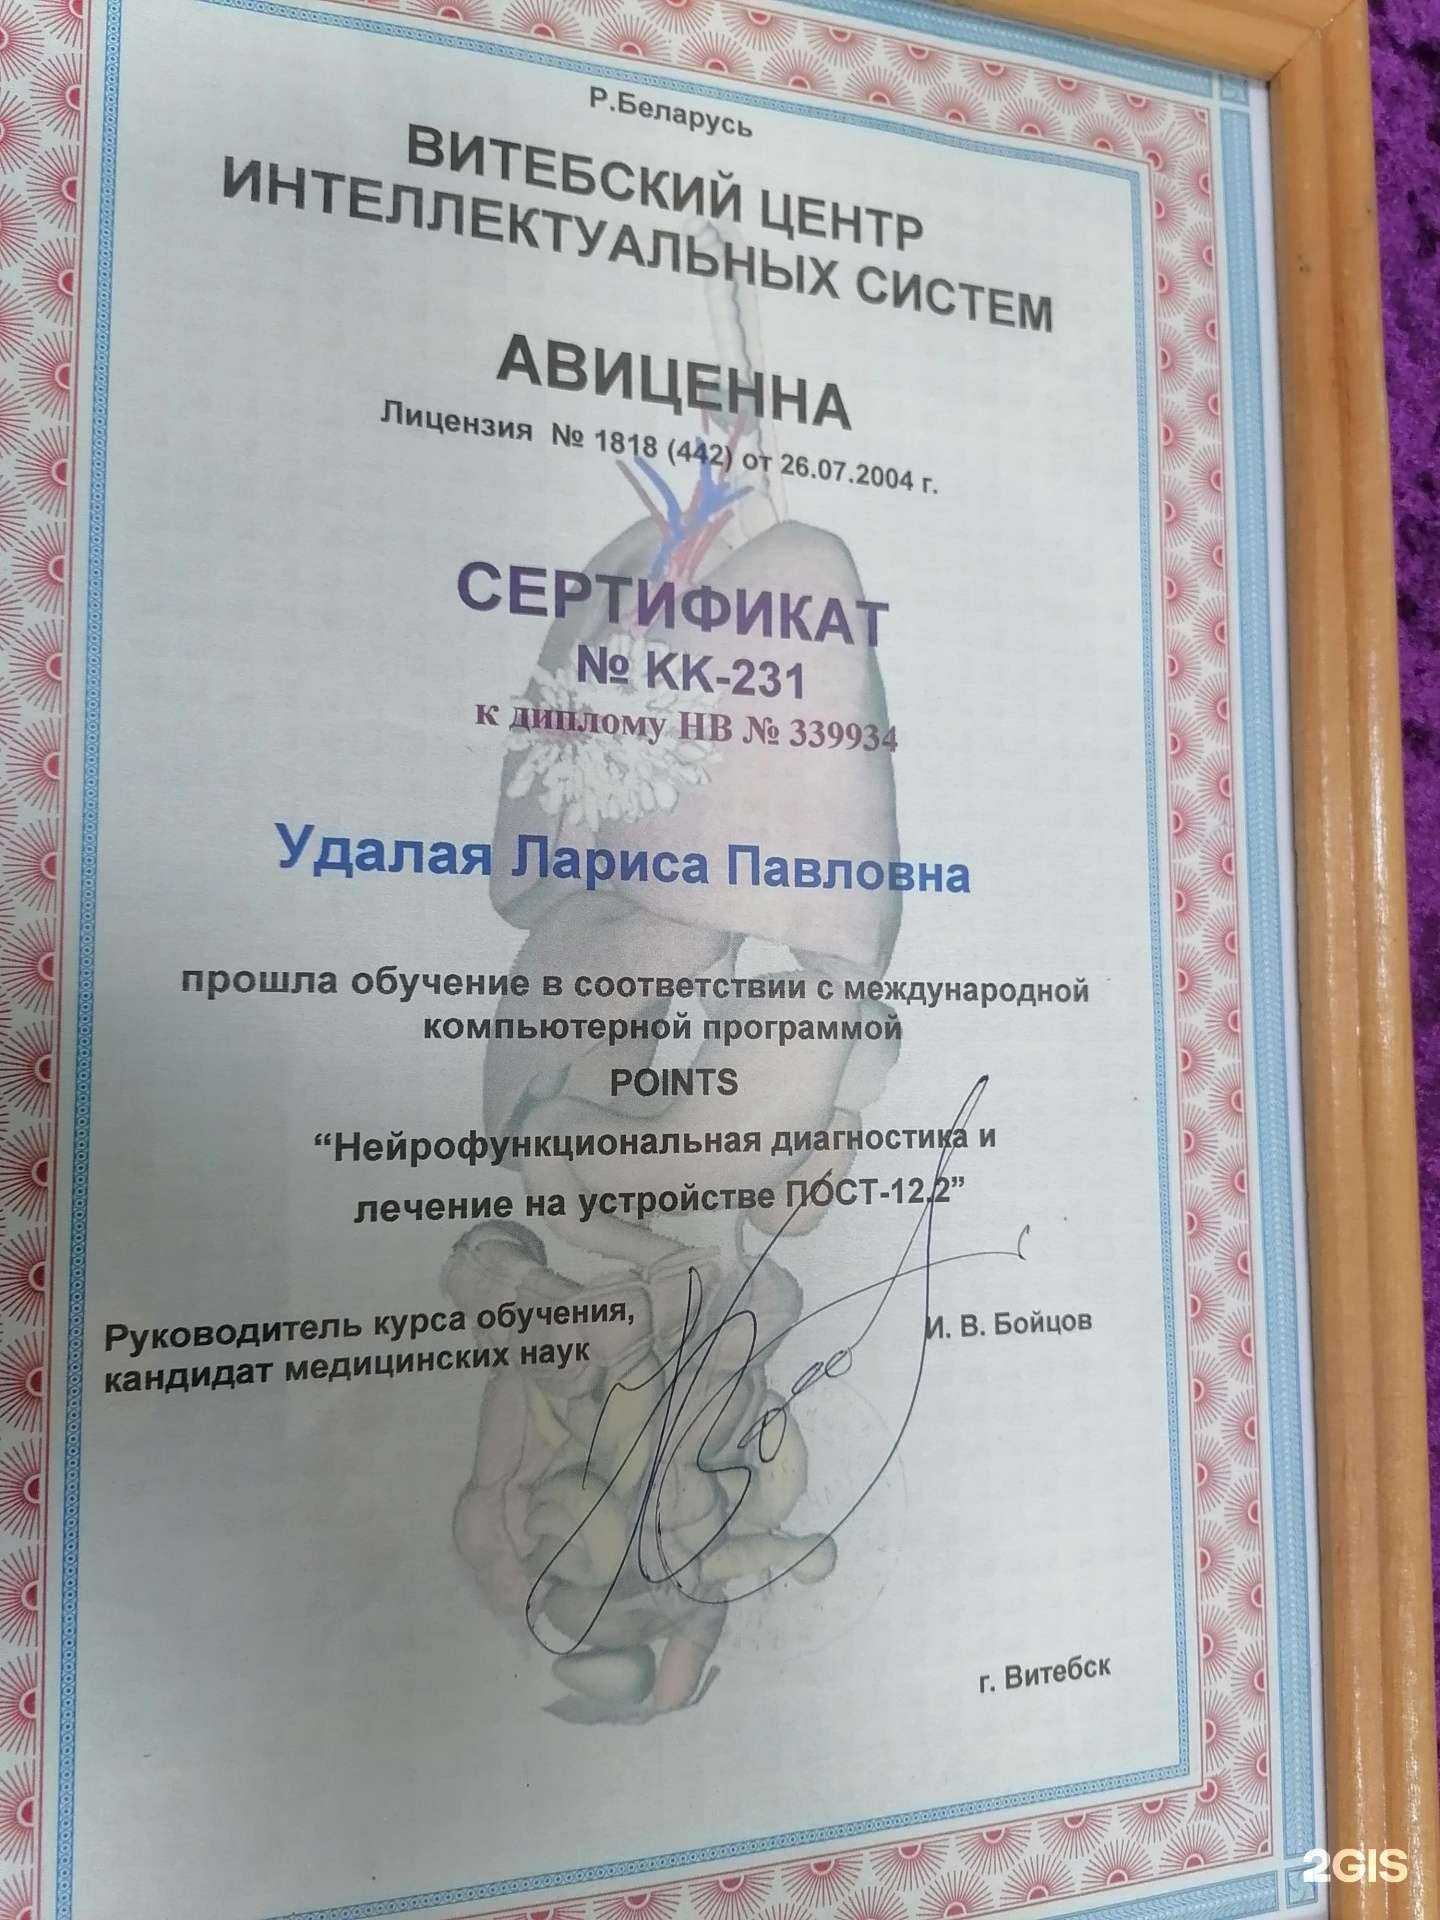 Р.Беларусь
ВИТЕБСКИЙ ЦЕНТР
ИНТЕЛЛЕКТУАЛЬНЫХ СИСТЕМ
АВИЦЕННА
Лицензия № 1818 (442) от 26.07.2004 г.
СЕРТИФИКАТ
№ КК-231
к диплому НВ № 339934
Удалая Лариса Павловна
прошла обучение в соответствии с международной
компьютерной программой
POINTS
“Нейрофункциональная диагностика и
лечение на устройстве ПОСТ-12.2”
Руководитель курса обучения,
кандидат медицинских наук
И. В. Бойцов
г. Витебск
2GIS